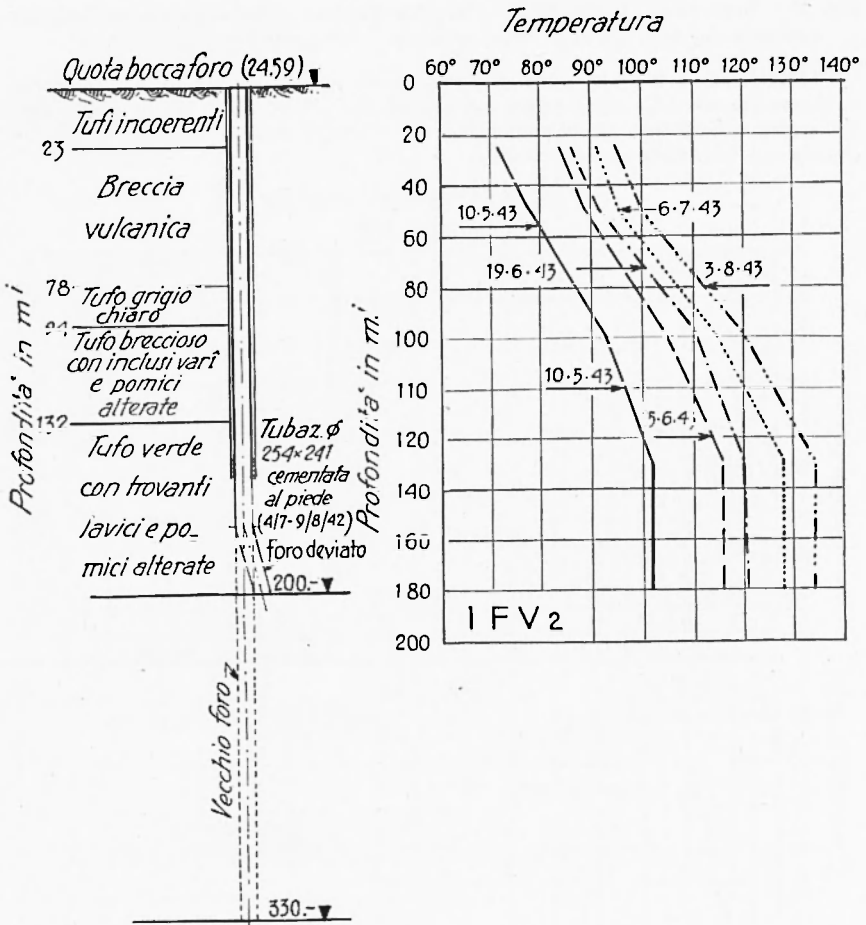 Quota bocca foro (24.59)
Tufi incoerenti
23
Breccia
vulcanica
78
Tufo grigio
chiaro
Tufo breccioso
con inclusi varî
e pomici
alterate
132
Tufo verde
con trovanti
lavici e po-
mici alterate
Profondita' in m.i
Tubaz. φ
254×241
cementata
al piede
(4/7-9/8/42)
foro deviato
200.-
Vecchio foro
330.-
Temperatura
60° 70° 80° 90° 100° 110° 120° 130° 140°
0
20
40
60
80
100
110
120
130
160
180
200
Profondita' in m.i
10.5.43
6.7.43
19.6.43
3.8.43
10.5.43
5.6.4
1 F V 2